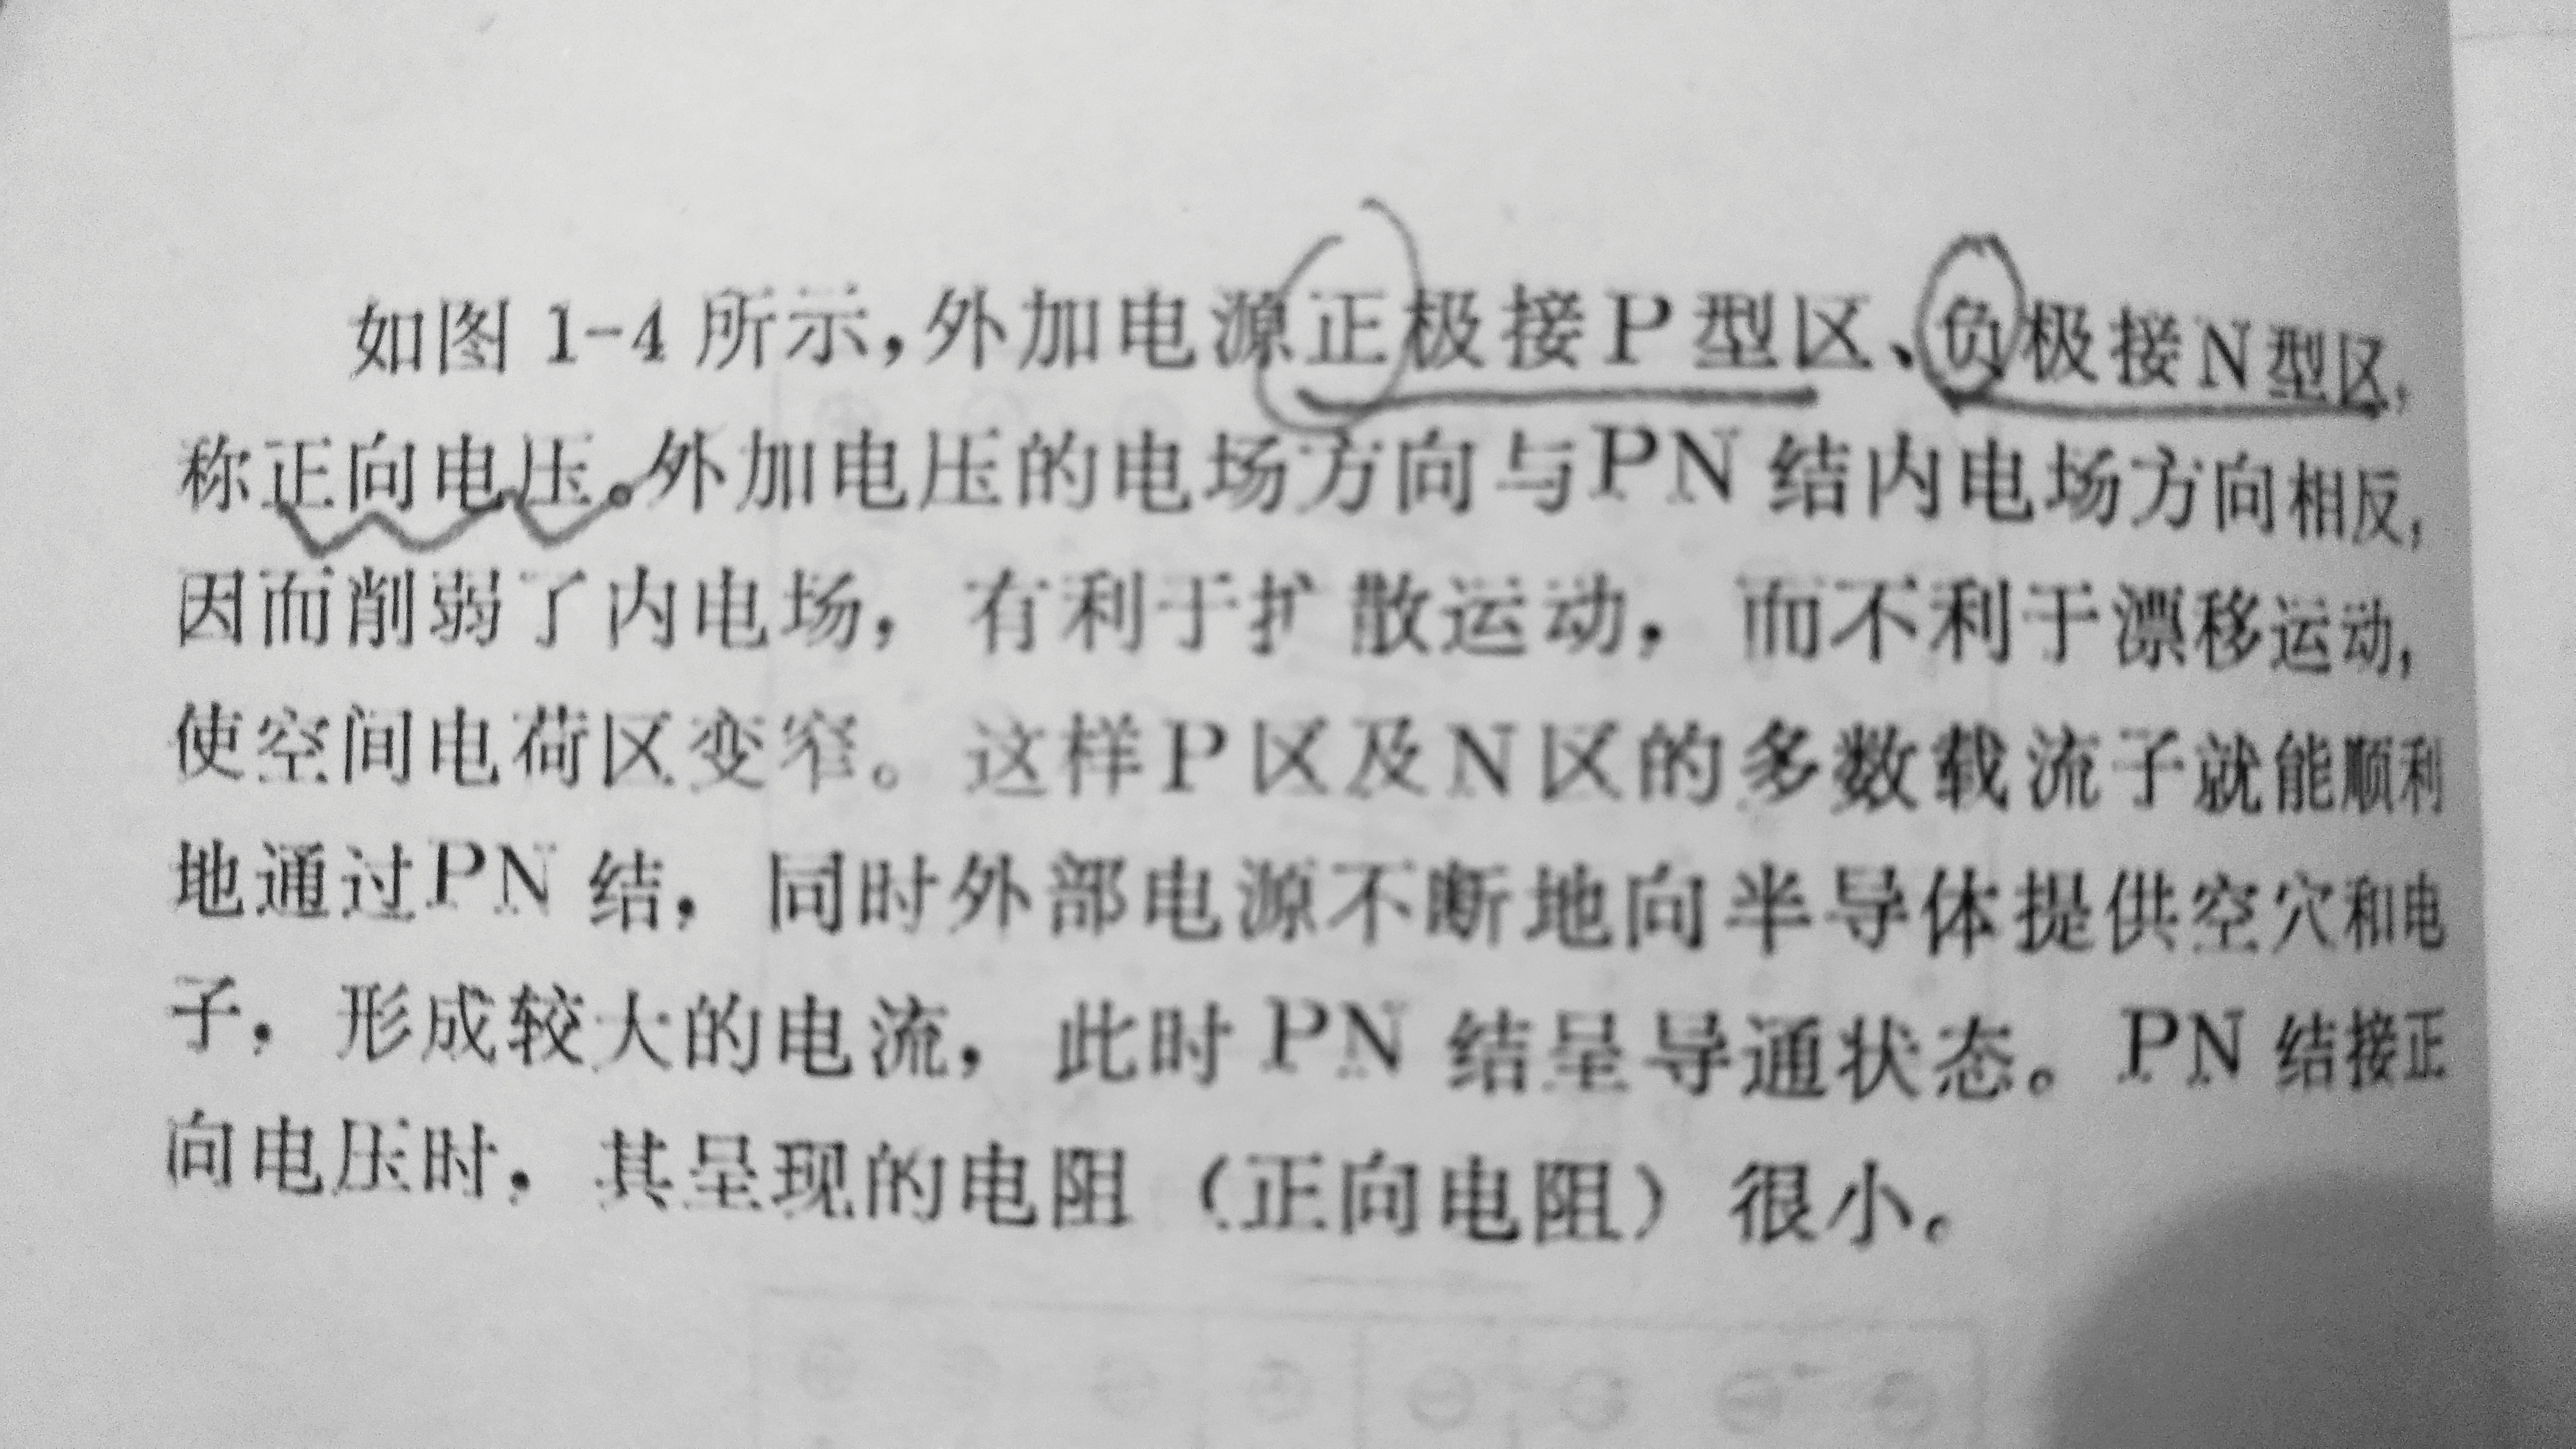 如图 1-4 所示,外加电源正极接P型区、负极接N型区,
称正向电压。外加电压的电场方向与PN 结内电场方向相反,
因而削弱了内电场，有利于扩散运动，而不利于漂移运动,
使空间电荷区变窄。这样P区及N区的多数载流子就能顺利
地通过PN 结，同时外部电源不断地向半导体提供空穴和电
子，形成较大的电流，此时 PN 结呈导通状态。PN 结接正
向电压时，其呈现的电阻（正向电阻）很小。